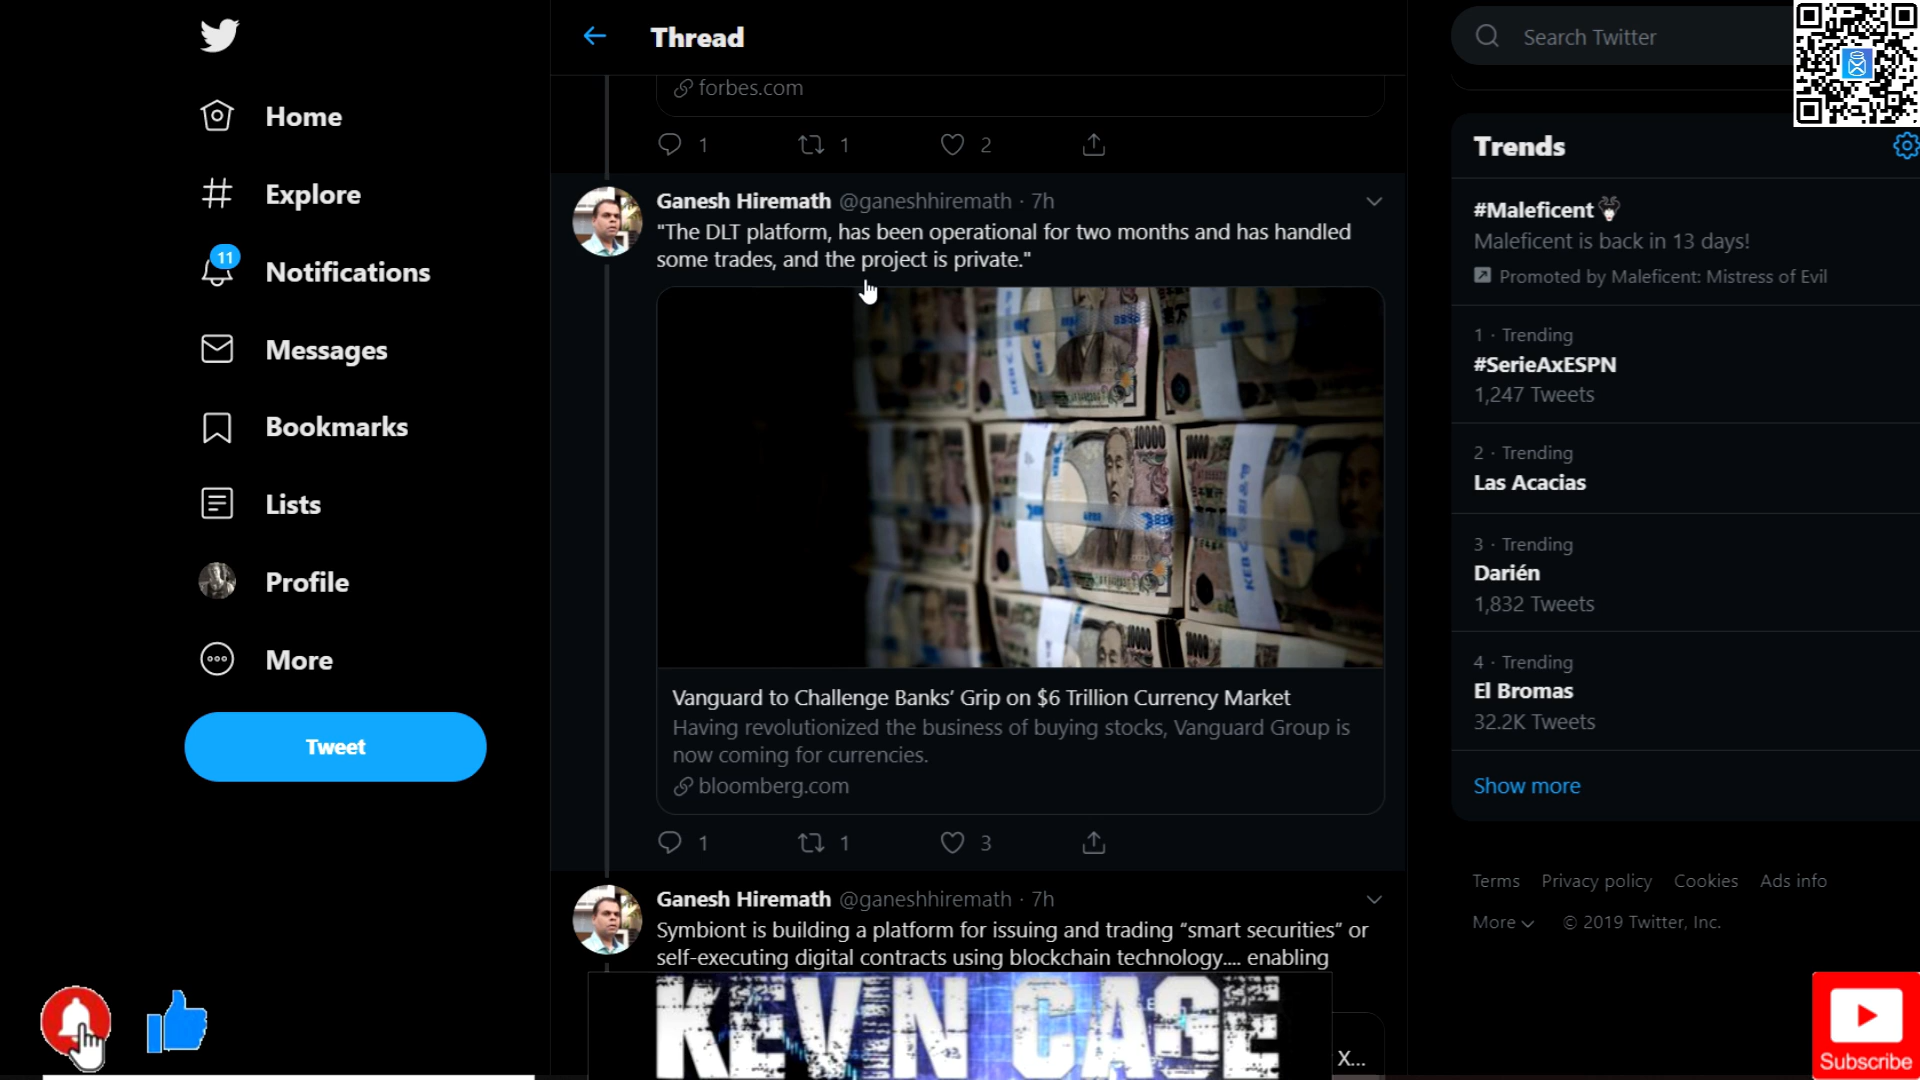 Home
Explore
11
Notifications
Messages
Bookmarks
Lists
Profile
More
Tweet
Thread
forbes.com
1 1 2
Ganesh Hiremath @ganeshhiremath · 7h
"The DLT platform, has been operational for two months and has handled
some trades, and the project is private."
10000
Vanguard to Challenge Banks’ Grip on $6 Trillion Currency Market
Having revolutionized the business of buying stocks, Vanguard Group is
now coming for currencies.
bloomberg.com
1 1 3
Ganesh Hiremath @ganeshhiremath · 7h
Symbiont is building a platform for issuing and trading “smart securities” or
self-executing digital contracts using blockchain technology.... enabling
KEVIN CAGE
X...
Search Twitter
Trends
#Maleficent
Maleficent is back in 13 days!
Promoted by Maleficent: Mistress of Evil
1 · Trending
#SerieAxESPN
1,247 Tweets
2 · Trending
Las Acacias
3 · Trending
Darién
1,832 Tweets
4 · Trending
El Bromas
32.2K Tweets
Show more
Terms Privacy policy Cookies Ads info
More © 2019 Twitter, Inc.
Subscribe